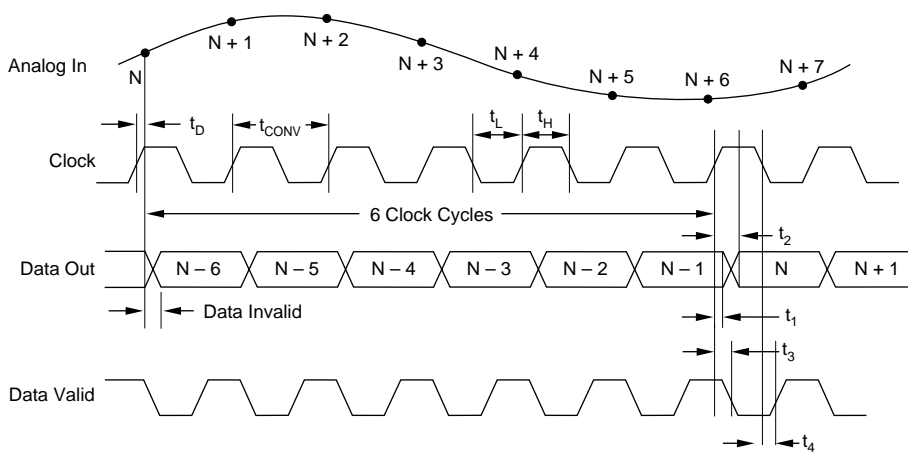 Analog In
N
N + 1
N + 2
N + 3
N + 4
N + 5
N + 6
N + 7
Clock
tD
tCONV
tL
tH
6 Clock Cycles
t2
Data Out
N – 6
N – 5
N – 4
N – 3
N – 2
N – 1
N
N + 1
Data Invalid
t1
t3
Data Valid
t4